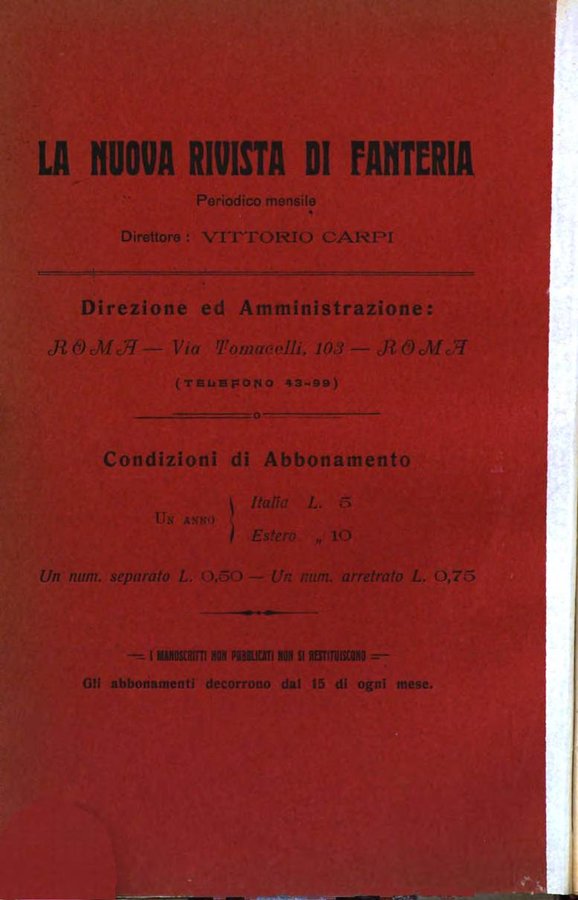 LA NUOVA RIVISTA DI FANTERIA
Periodico mensile
Direttore: VITTORIO CARPI
Direzione ed Amministrazione:
ROMA — Via Tomacelli, 103 — ROMA
(TELEFONO 43-99)
Condizioni di Abbonamento
UN ANNO
Italia L. 5
Estero „ 10
Un num. separato L. 0,50 — Un num. arretrato L. 0,75
I MANOSCRITTI NON PUBBLICATI NON SI RESTITUISCONO
Gli abbonamenti decorrono dal 15 di ogni mese.